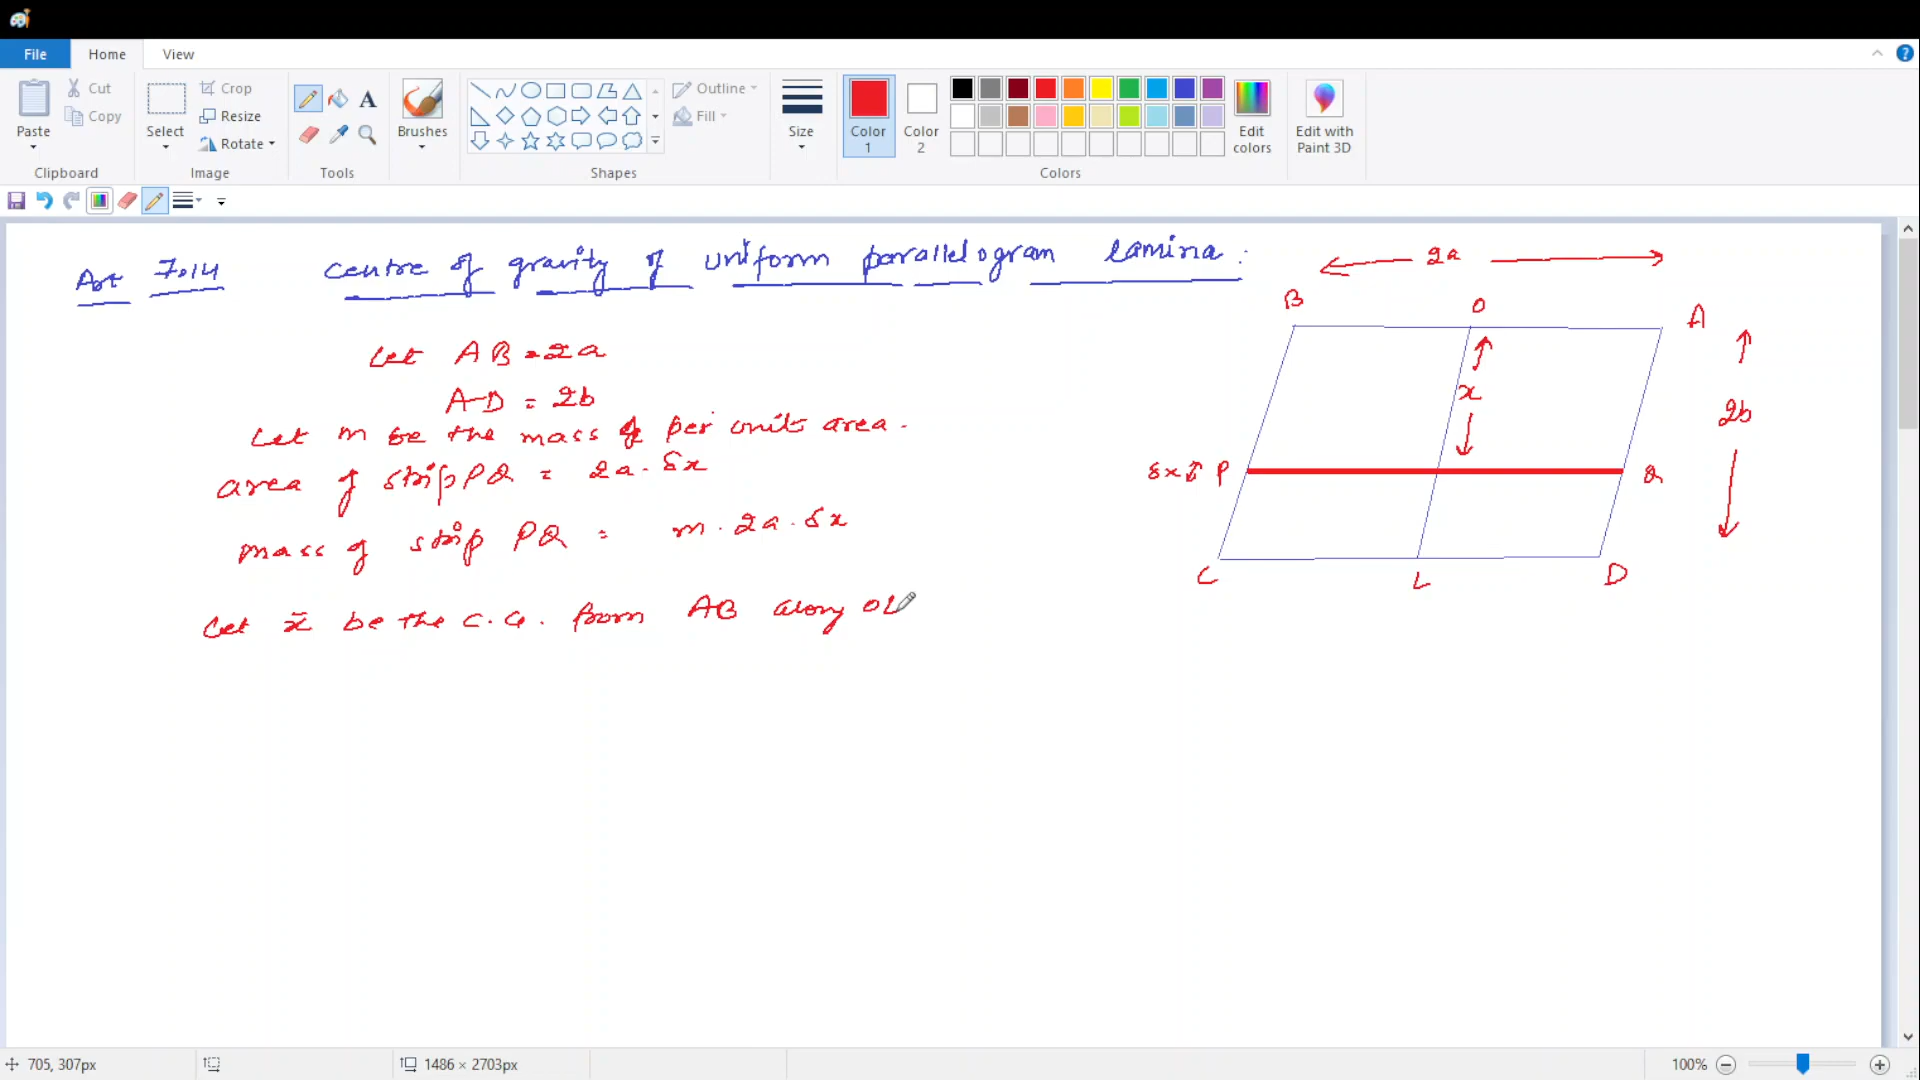 File Home View
Paste Cut Copy Clipboard
Select Crop Resize Rotate Image
Tools
Brushes
Shapes Outline Fill
Size
Color 1 Color 2
Edit colors
Colors
Edit with Paint 3D
Art 7.14 Centre of gravity of uniform parallelogram lamina :
Let AB = 2a
AD = 2b
Let m be the mass per unit area.
area of strip PQ = 2a . δx
mass of strip PQ = m . 2a . δx
Let x̄ be the C.G. from AB along OL
2a
B O A
x
2b
δx P Q
C L D
705, 307px
1486 × 2703px
100%